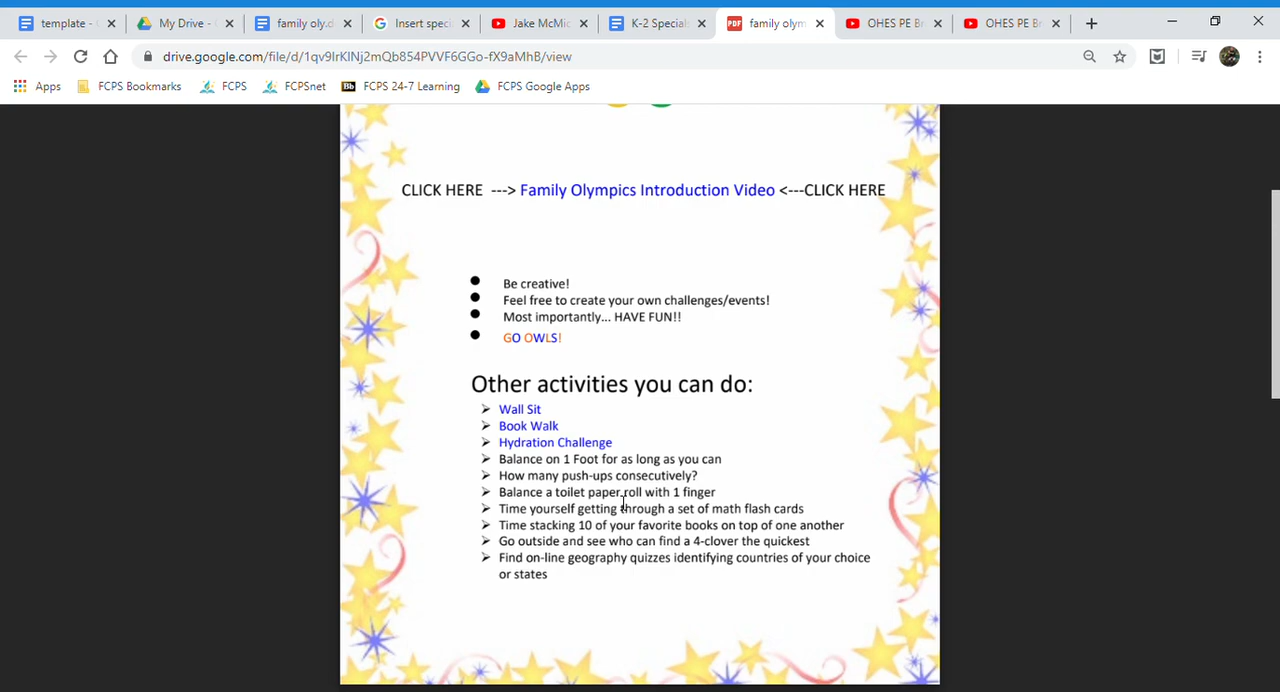 template -
My Drive -
family oly.d
Insert speci
Jake McMic
K-2 Specials
PDF
family olym
OHES PE Br
OHES PE Br
drive.google.com/file/d/1qv9IrKlNj2mQb854PVVF6GGo-fX9aMhB/view
Apps
FCPS Bookmarks
FCPS
FCPSnet
Bb
FCPS 24-7 Learning
FCPS Google Apps
CLICK HERE ---> Family Olympics Introduction Video <---CLICK HERE
● Be creative!
● Feel free to create your own challenges/events!
● Most importantly... HAVE FUN!!
● GO OWLS!
Other activities you can do:
➢ Wall Sit
➢ Book Walk
➢ Hydration Challenge
➢ Balance on 1 Foot for as long as you can
➢ How many push-ups consecutively?
➢ Balance a toilet paper roll with 1 finger
➢ Time yourself getting through a set of math flash cards
➢ Time stacking 10 of your favorite books on top of one another
➢ Go outside and see who can find a 4-clover the quickest
➢ Find on-line geography quizzes identifying countries of your choice
or states